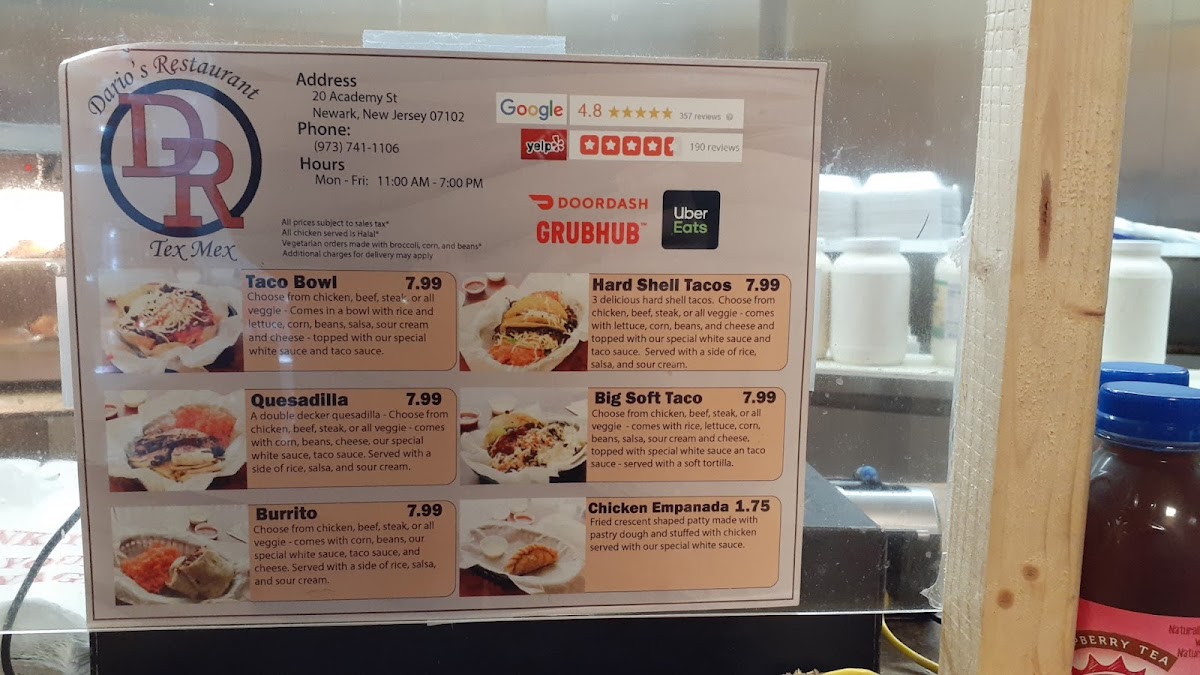 Dario's Restaurant
DR
Tex Mex
Address
20 Academy St
Newark, New Jersey 07102
Phone:
(973) 741-1106
Hours
Mon - Fri: 11:00 AM - 7:00 PM
Google 4.8 357 reviews
yelp 190 reviews
DOORDASH
GRUBHUB
Uber
Eats
All prices subject to sales tax*
All chicken served is Halal*
Vegetarian orders made with broccoli, corn, and beans*
Additional charges for delivery may apply
Taco Bowl 7.99
Choose from chicken, beef, steak, or all
veggie - Comes in a bowl with rice and
lettuce, corn, beans, salsa, sour cream
and cheese - topped with our special
white sauce and taco sauce.
Hard Shell Tacos 7.99
3 delicious hard shell tacos. Choose from
chicken, beef, steak, or all veggie - comes
with lettuce, corn, beans, and cheese and
topped with our special white sauce and
taco sauce. Served with a side of rice,
salsa, and sour cream.
Quesadilla 7.99
A double decker quesadilla - Choose from
chicken, beef, steak, or all veggie - comes
with corn, beans, cheese, our special
white sauce, taco sauce. Served with a
side of rice, salsa, and sour cream.
Big Soft Taco 7.99
Choose from chicken, beef, steak, or all
veggie - comes with rice, lettuce, corn,
beans, salsa, sour cream and cheese,
topped with special white sauce an taco
sauce - served with a soft tortilla.
Burrito 7.99
Choose from chicken, beef, steak, or all
veggie - comes with corn, beans, our
special white sauce, taco sauce, and
cheese. Served with a side of rice, salsa,
and sour cream.
Chicken Empanada 1.75
Fried crescent shaped patty made with
pastry dough and stuffed with chicken
served with our special white sauce.
BERRY TEA